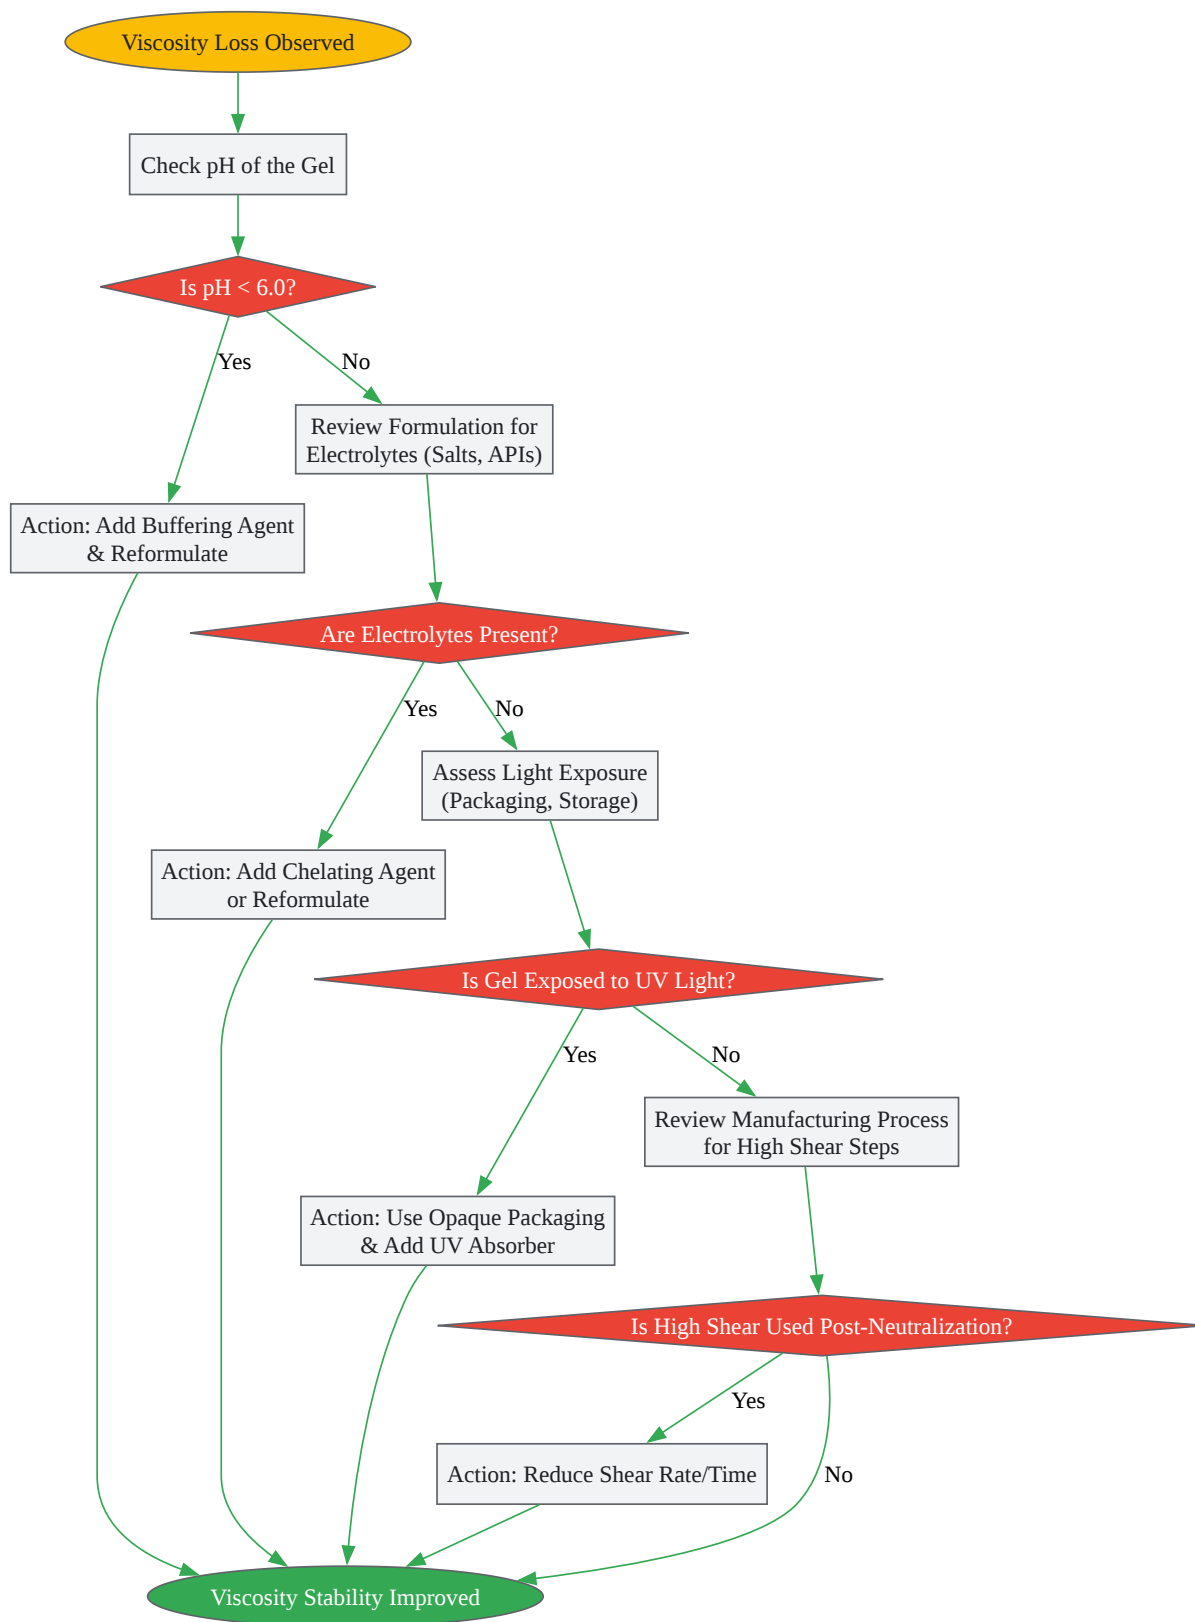 Viscosity Loss Observed
Check pH of the Gel
Is pH < 6.0?
Yes
No
Review Formulation for
Electrolytes (Salts, APIs)
Action: Add Buffering Agent
& Reformulate
Are Electrolytes Present?
Yes
No
Assess Light Exposure
(Packaging, Storage)
Action: Add Chelating Agent
or Reformulate
Is Gel Exposed to UV Light?
Yes
No
Review Manufacturing Process
for High Shear Steps
Action: Use Opaque Packaging
& Add UV Absorber
Is High Shear Used Post-Neutralization?
Yes
No
Action: Reduce Shear Rate/Time
Viscosity Stability Improved